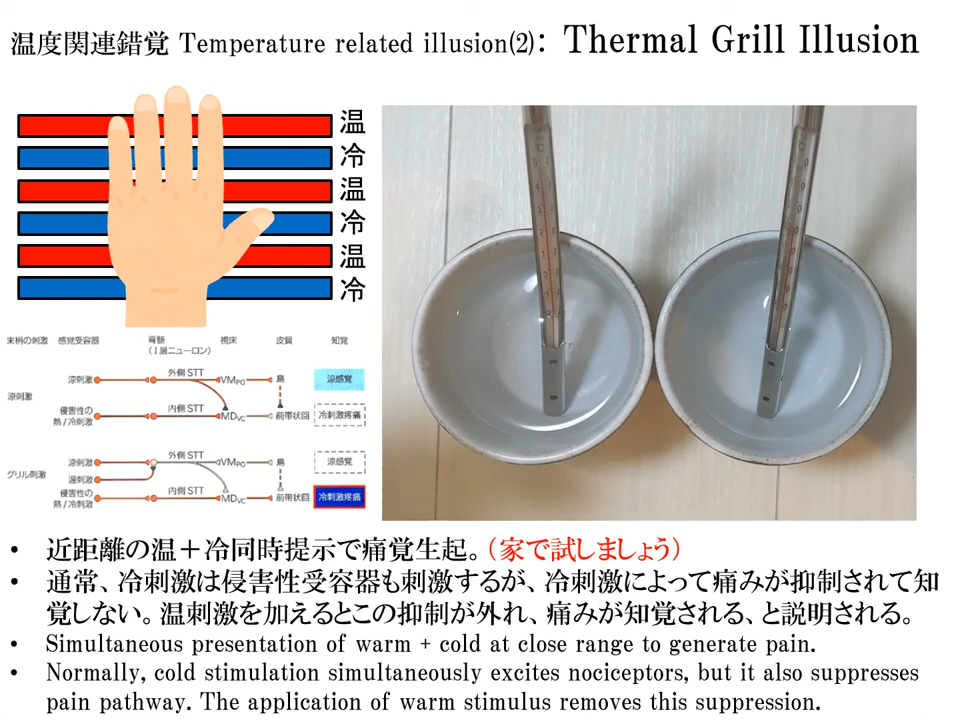 温度関連錯覚 Temperature related illusion(2): Thermal Grill Illusion
温
冷
温
冷
温
冷
末梢の刺激 感覚受容器 脊髄 視床 皮質 知覚
(I層ニューロン)
涼刺激
涼刺激 外側 STT VMPO 島 涼感覚
侵害性の
熱/冷刺激 内側 STT MDVC 前帯状回 冷刺激疼痛
グリル刺激
涼刺激 外側 STT VMPO 島 涼感覚
温刺激
侵害性の
熱/冷刺激 内側 STT MDVC 前帯状回 冷刺激疼痛
℃
• 近距離の温＋冷同時提示で痛覚生起。（家で試しましょう）
• 通常、冷刺激は侵害性受容器も刺激するが、冷刺激によって痛みが抑制されて知
覚しない。温刺激を加えるとこの抑制が外れ、痛みが知覚される、と説明される。
• Simultaneous presentation of warm + cold at close range to generate pain.
• Normally, cold stimulation simultaneously excites nociceptors, but it also suppresses
pain pathway. The application of warm stimulus removes this suppression.